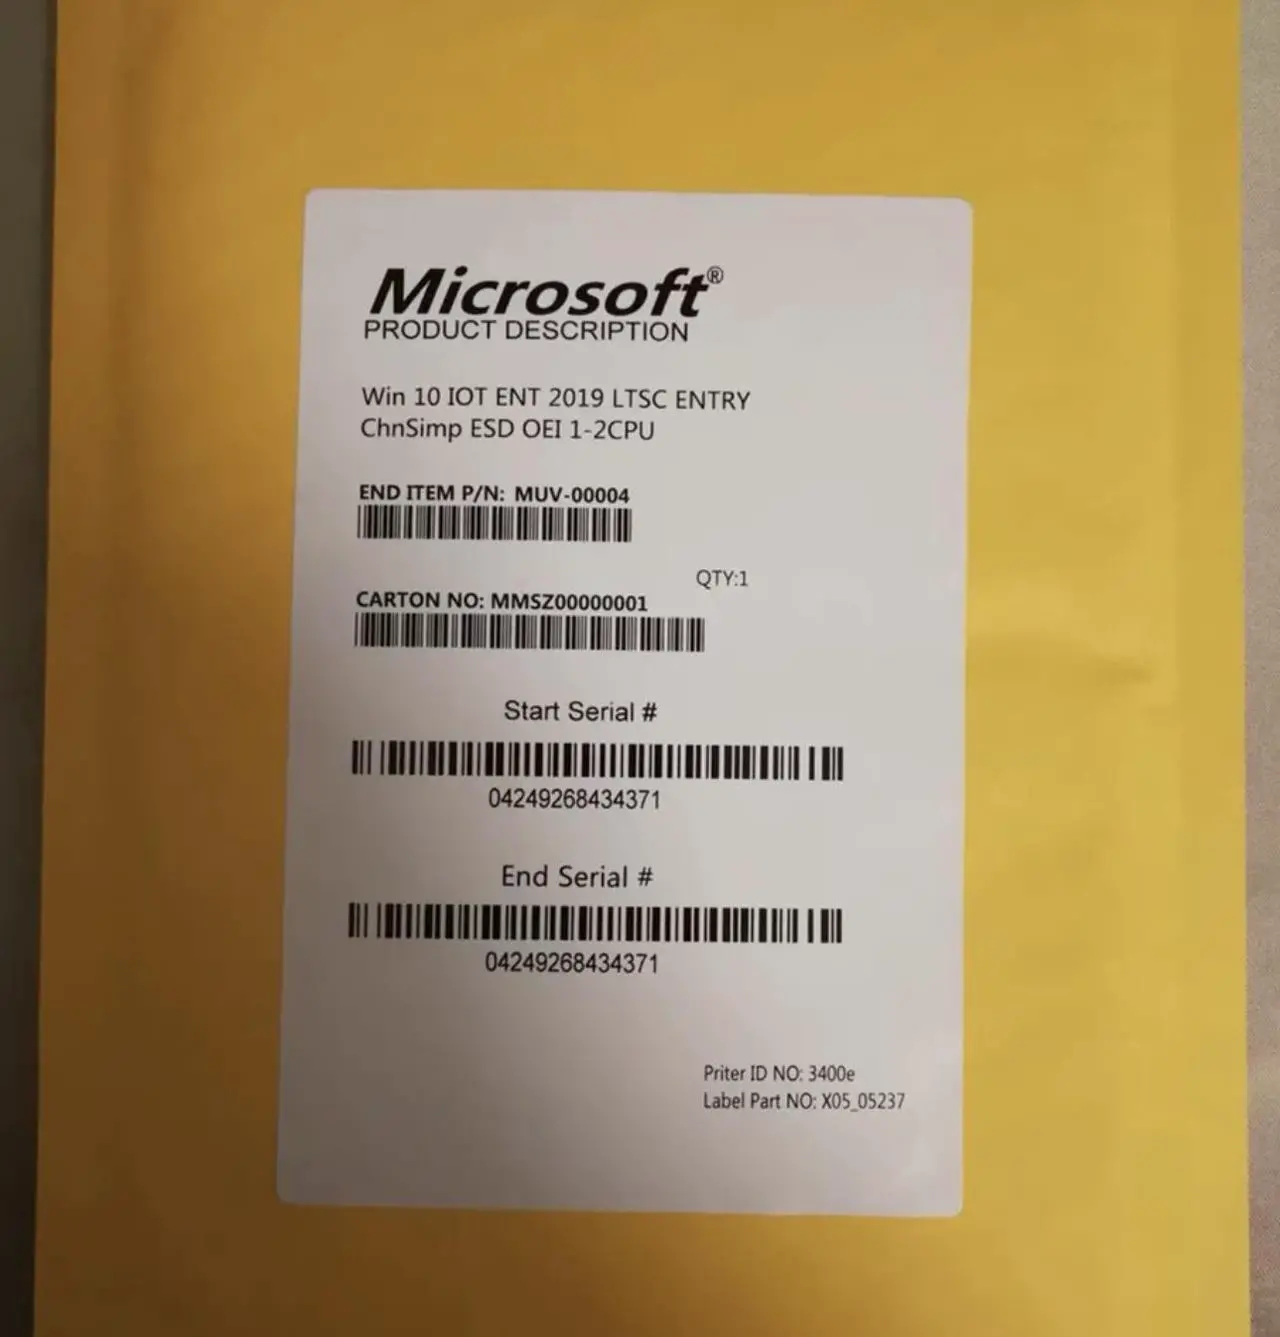 Microsoft®
PRODUCT DESCRIPTION
Win 10 IOT ENT 2019 LTSC ENTRY
ChnSimp ESD OEI 1-2CPU
END ITEM P/N: MUV-00004
QTY:1
CARTON NO: MMSZ00000001
Start Serial #
04249268434371
End Serial #
04249268434371
Priter ID NO: 3400e
Label Part NO: X05_05237